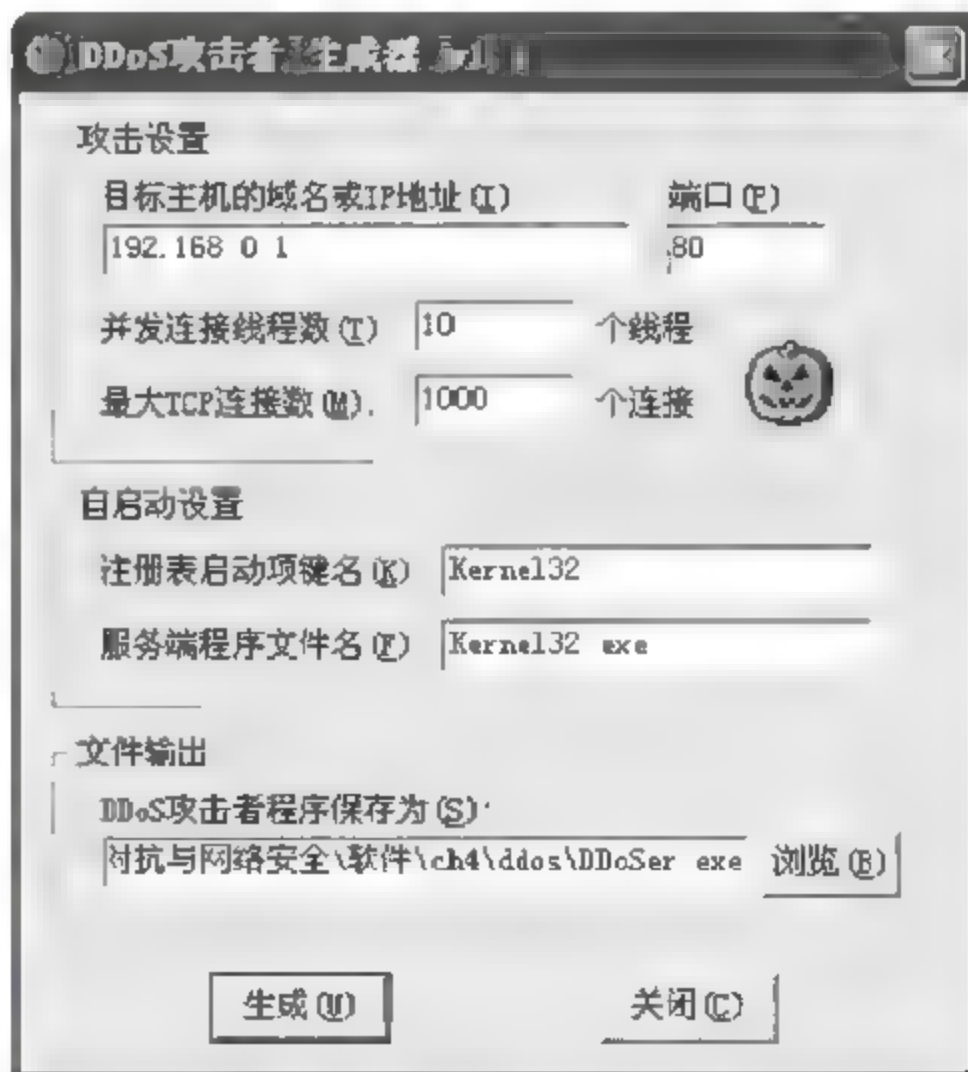 DDoS攻击者 生成器
攻击设置
目标主机的域名或IP地址(I) 端口(P)
192.168 0 1 80
并发连接线程数(T) 10 个线程
最大TCP连接数(M). 1000 个连接
自启动设置
注册表启动项键名(K) Kernel32
服务端程序文件名(F) Kernel32 exe
文件输出
DDoS攻击者程序保存为(S)
对抗与网络安全\软件\ch4\ddos\DDoSer exe 浏览(B)
生成 关闭(C)